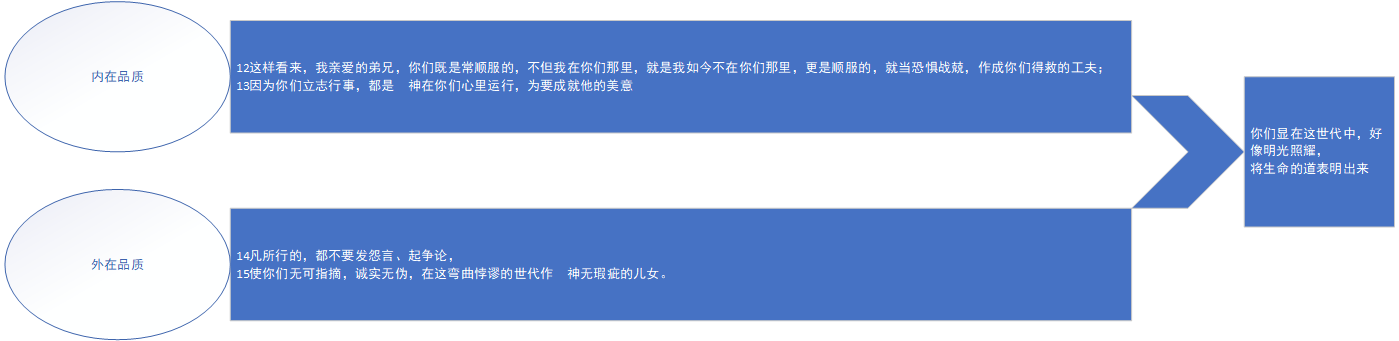 内在品质
12这样看来，我亲爱的弟兄，你们既是常顺服的，不但我在你们那里，就是我如今不在你们那里，更是顺服的，就当恐惧战兢，作成你们得救的工夫；
13因为你们立志行事，都是　神在你们心里运行，为要成就他的美意
外在品质
14凡所行的，都不要发怨言、起争论，
15使你们无可指摘，诚实无伪，在这弯曲悖谬的世代作　神无瑕疵的儿女。
你们显在这世代中，好
像明光照耀，
将生命的道表明出来